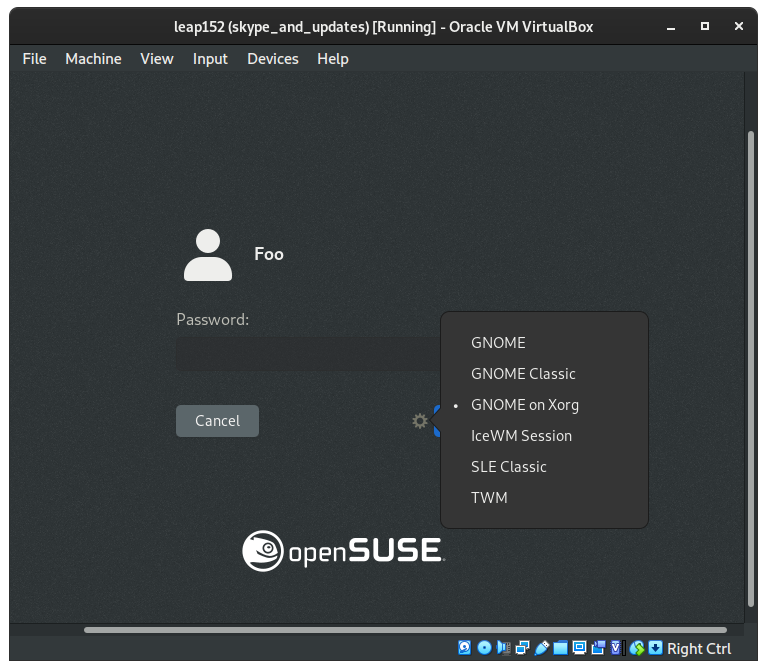 leap152 (skype_and_updates) [Running] - Oracle VM VirtualBox
File Machine View Input Devices Help
Foo
Password:
GNOME
GNOME Classic
• GNOME on Xorg
IceWM Session
SLE Classic
TWM
Cancel
openSUSE.
Right Ctrl